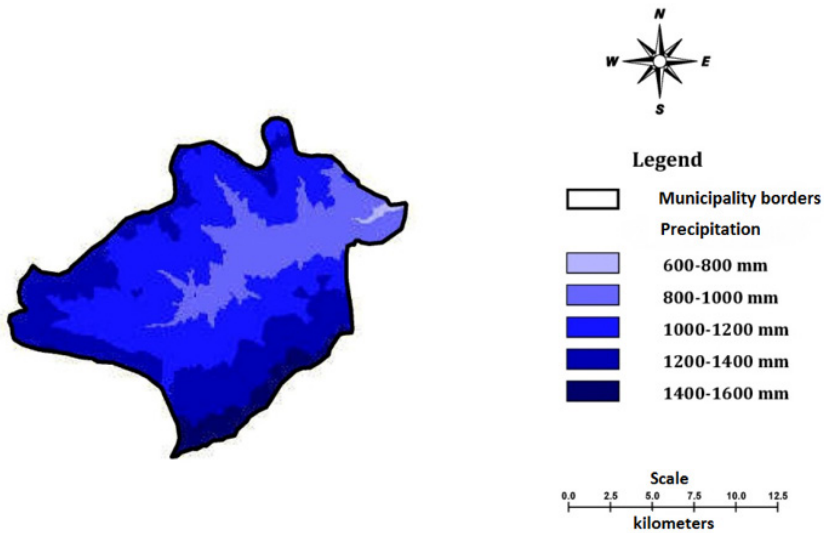 N
W E
S
Legend
Municipality borders
Precipitation
600-800 mm
800-1000 mm
1000-1200 mm
1200-1400 mm
1400-1600 mm
Scale
0.0 2.5 5.0 7.5 10.0 12.5
kilometers